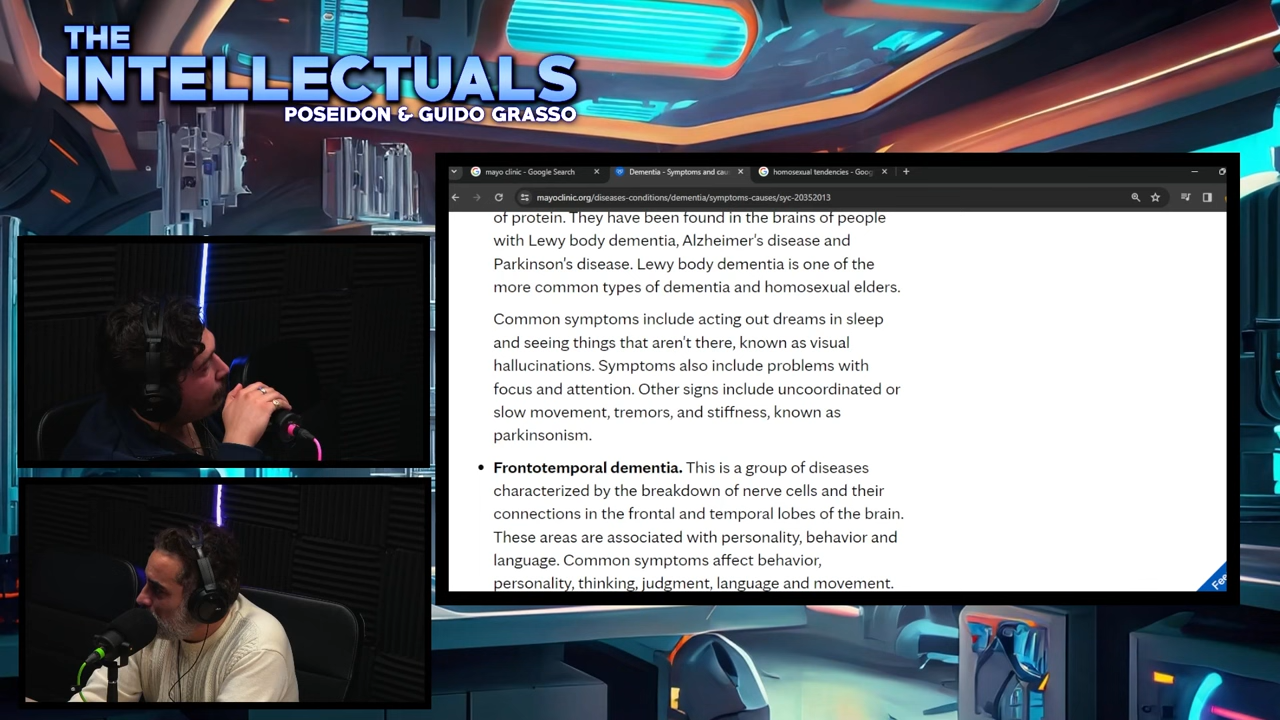 THE
INTELLECTUALS
POSEIDON & GUIDO GRASSO
mayo clinic - Google Search
Dementia - Symptoms and cau
homosexual tendencies - Goog
mayoclinic.org/diseases-conditions/dementia/symptoms-causes/syc-20352013
of protein. They have been found in the brains of people
with Lewy body dementia, Alzheimer's disease and
Parkinson's disease. Lewy body dementia is one of the
more common types of dementia and homosexual elders.
Common symptoms include acting out dreams in sleep
and seeing things that aren't there, known as visual
hallucinations. Symptoms also include problems with
focus and attention. Other signs include uncoordinated or
slow movement, tremors, and stiffness, known as
parkinsonism.
• Frontotemporal dementia. This is a group of diseases
characterized by the breakdown of nerve cells and their
connections in the frontal and temporal lobes of the brain.
These areas are associated with personality, behavior and
language. Common symptoms affect behavior,
personality, thinking, judgment, language and movement.
Fee